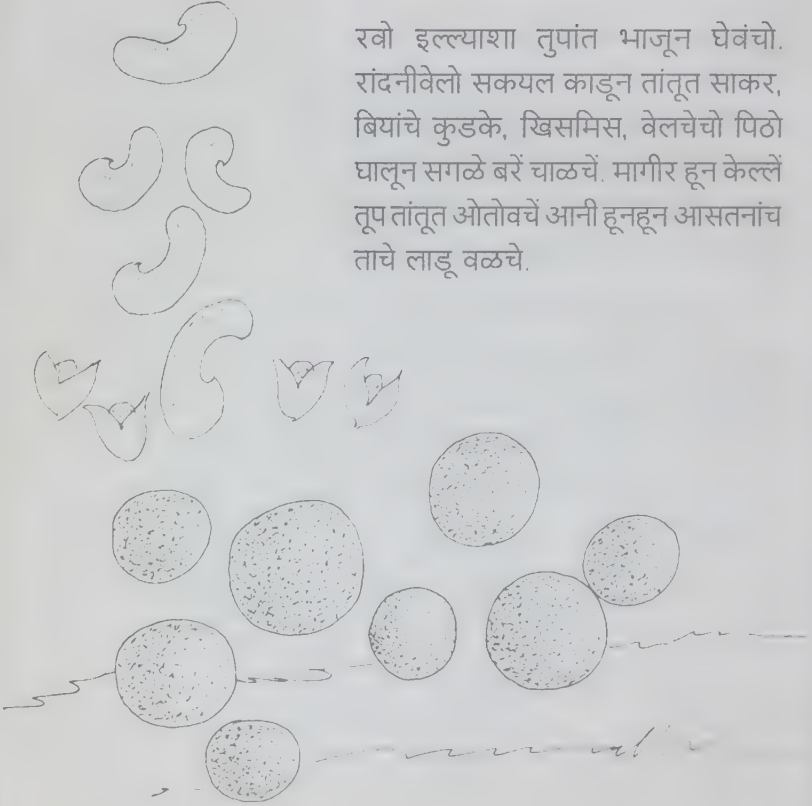 रवो इल्ल्याशा तुपांत भाजून घेवंचो.
रांदनीवेलो सकयल काडून तांतूत साकर,
बियांचे कुडके, खिसमिस, वेलचेचो पिठो
घालून सगळे बरें चाळचें. मागीर हून केल्लें
तूप तांतूत ओतोवचें आनी हूनहून आसतनांच
ताचे लाडू वळचे.